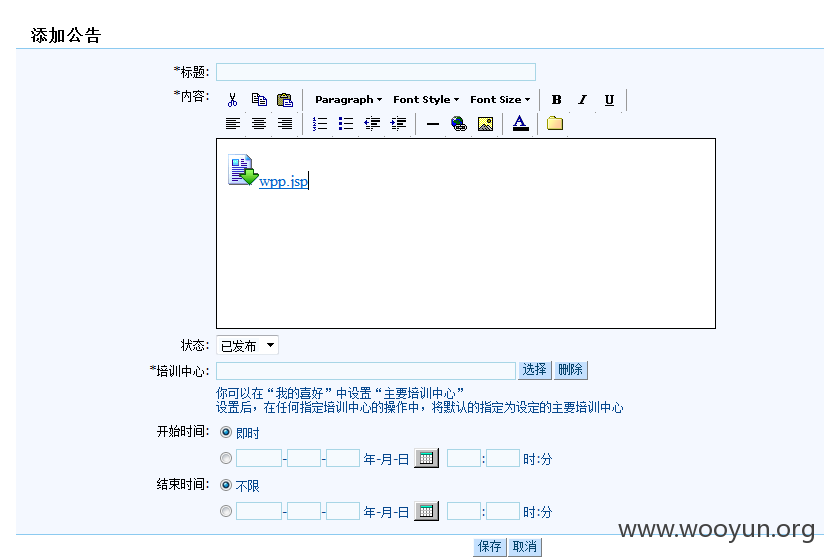 添加公告
*标题:
*内容:
Paragraph Font Style Font Size B I U
A
wpp.jsp
状态: 已发布
*培训中心: 选择 删除
你可以在“我的喜好”中设置“主要培训中心”
设置后，在任何指定培训中心的操作中，将默认的指定为设定的主要培训中心
开始时间: 即时
- - 年-月-日 : 时:分
结束时间: 不限
- - 年-月-日 : 时:分
www.wooyun.org
保存 取消